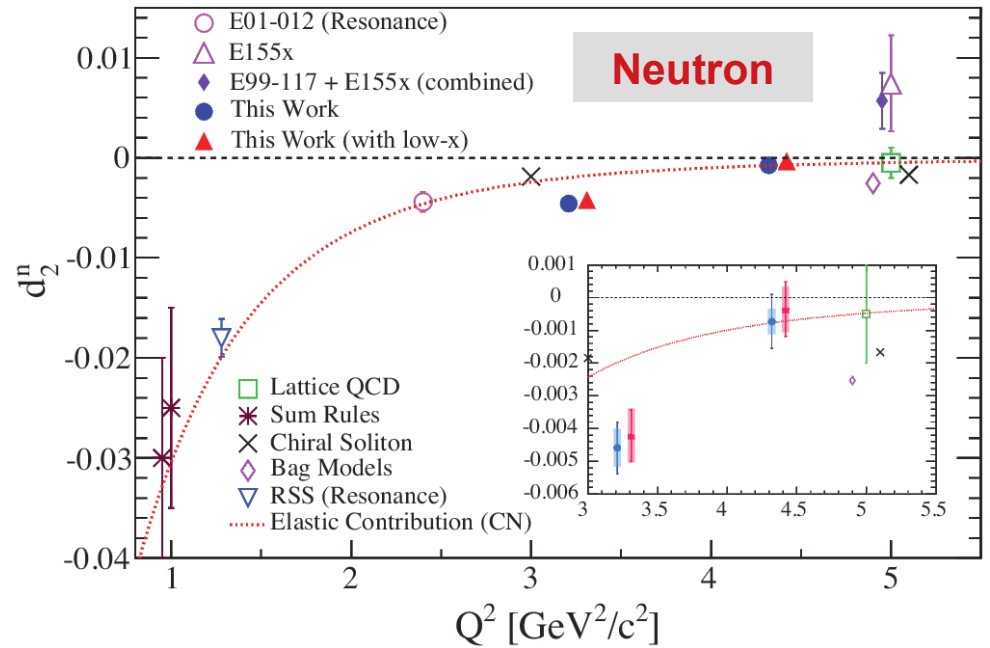 E01-012 (Resonance)
E155x
E99-117 + E155x (combined)
This Work
This Work (with low-x)
Neutron
0.01
0
-0.01
-0.02
-0.03
-0.04
d₂ⁿ
Lattice QCD
Sum Rules
Chiral Soliton
Bag Models
RSS (Resonance)
Elastic Contribution (CN)
0.001
0
-0.001
-0.002
-0.003
-0.004
-0.005
-0.006
3 3.5 4 4.5 5 5.5
1 2 3 4 5
Q² [GeV²/c²]